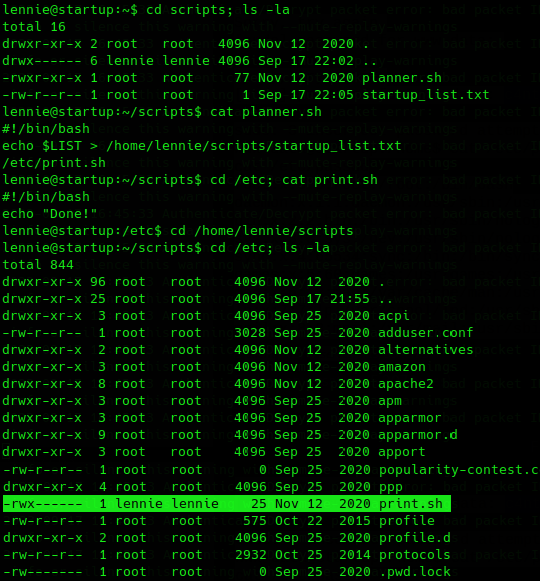 lennie@startup:~$ cd scripts; ls -la
total 16
drwxr-xr-x 2 root   root   4096 Nov 12  2020 .
drwx------ 6 lennie lennie 4096 Sep 17 22:02 ..
-rwxr-xr-x 1 root   root     77 Nov 12  2020 planner.sh
-rw-r--r-- 1 root   root      1 Sep 17 22:05 startup_list.txt
lennie@startup:~/scripts$ cat planner.sh
#!/bin/bash
echo $LIST > /home/lennie/scripts/startup_list.txt
/etc/print.sh
lennie@startup:~/scripts$ cd /etc; cat print.sh
#!/bin/bash
echo "Done!"
lennie@startup:/etc$ cd /home/lennie/scripts
lennie@startup:~/scripts$ cd /etc; ls -la
total 844
drwxr-xr-x 96 root   root    4096 Nov 12  2020 .
drwxr-xr-x 25 root   root    4096 Sep 17 21:55 ..
drwxr-xr-x  3 root   root    4096 Sep 25  2020 acpi
-rw-r--r--  1 root   root    3028 Sep 25  2020 adduser.conf
drwxr-xr-x  2 root   root    4096 Nov 12  2020 alternatives
drwxr-xr-x  3 root   root    4096 Nov 12  2020 amazon
drwxr-xr-x  8 root   root    4096 Nov 12  2020 apache2
drwxr-xr-x  3 root   root    4096 Sep 25  2020 apm
drwxr-xr-x  3 root   root    4096 Sep 25  2020 apparmor
drwxr-xr-x  9 root   root    4096 Sep 25  2020 apparmor.d
drwxr-xr-x  3 root   root    4096 Sep 25  2020 apport
-rw-r--r--  1 root   root       0 Sep 25  2020 popularity-contest.c
drwxr-xr-x  4 root   root    4096 Sep 25  2020 ppp
-rwx------  1 lennie lennie    25 Nov 12  2020 print.sh
-rw-r--r--  1 root   root     575 Oct 22  2015 profile
drwxr-xr-x  2 root   root    4096 Sep 25  2020 profile.d
-rw-r--r--  1 root   root    2932 Oct 25  2014 protocols
-rw-------  1 root   root       0 Sep 25  2020 .pwd.lock